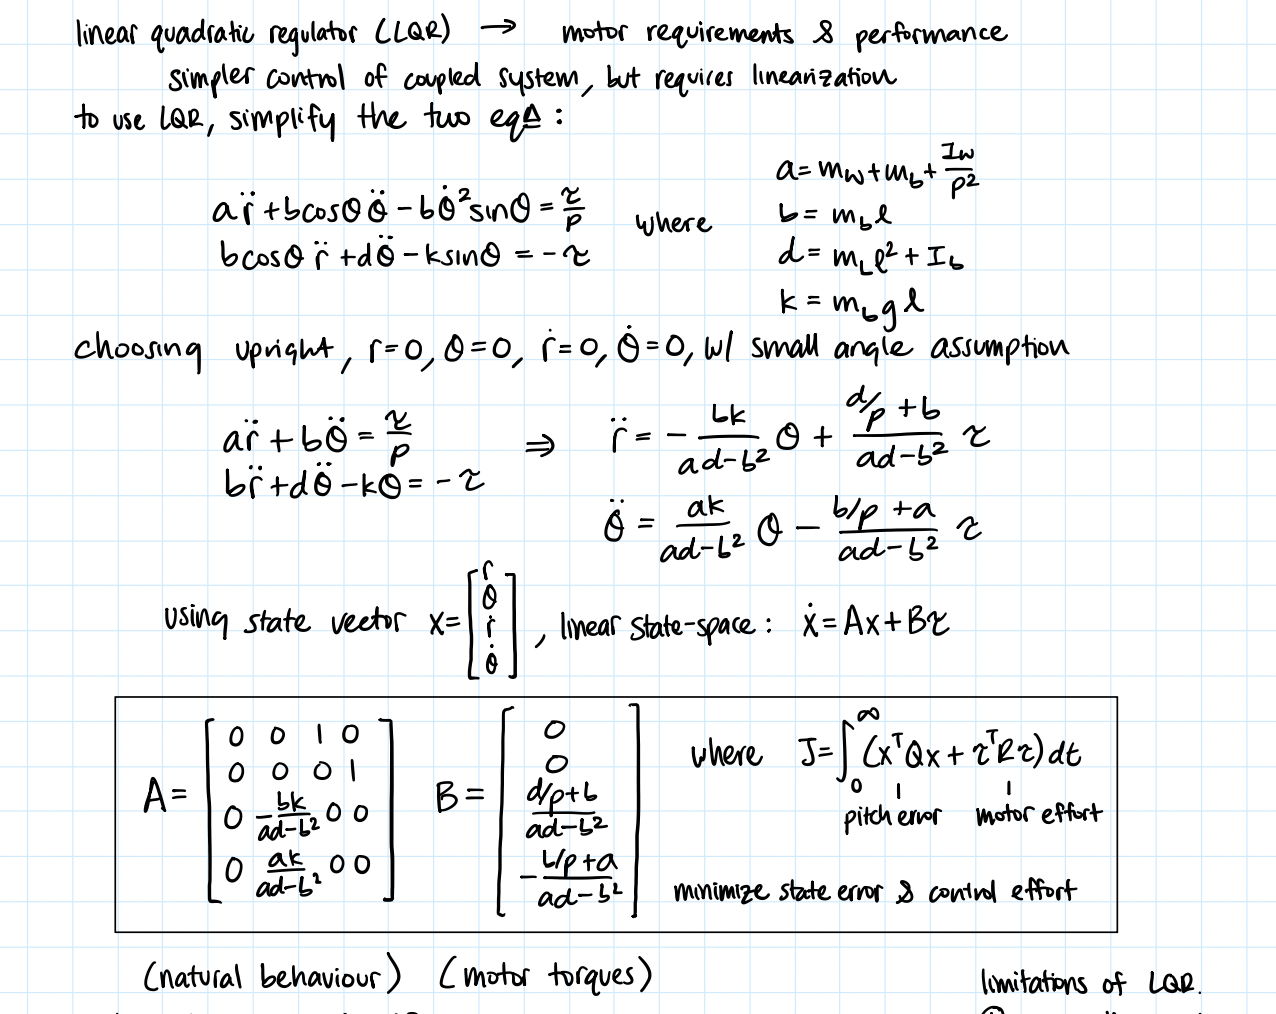 linear quadratic regulator (LQR) → motor requirements & performance
simpler control of coupled system, but requires linearization
to use LQR, simplify the two eqns:
ar̈ + bcosθ θ̈ - bθ̇²sinθ = τ/ρ
bcosθ r̈ + dθ̈ - ksinθ = -τ
where
a = m_w + m_b + I_w/ρ²
b = m_b ℓ
d = m_L ℓ² + I_b
k = m_b g ℓ
choosing upright, r=0, θ=0, ṙ=0, θ̇=0, w/ small angle assumption
ar̈ + bθ̈ = τ/ρ
br̈ + dθ̈ - kθ = -τ
⇒ r̈ = - bk/(ad-b²) θ + (d/ρ + b)/(ad-b²) τ
θ̈ = ak/(ad-b²) θ - (b/ρ + a)/(ad-b²) τ
using state vector x = [r θ ṙ θ̇], linear state-space: ẋ = Ax + Bτ
A = [0 0 1 0
0 0 0 1
0 -bk/(ad-b²) 0 0
0 ak/(ad-b²) 0 0]
B = [0
0
(d/ρ+b)/(ad-b²)
-(b/ρ+a)/(ad-b²)]
where J = ∫₀^∞ (xᵀQx + τᵀRτ) dt
pitch error motor effort
minimize state error & control effort
(natural behaviour) (motor torques)
limitations of LQR.